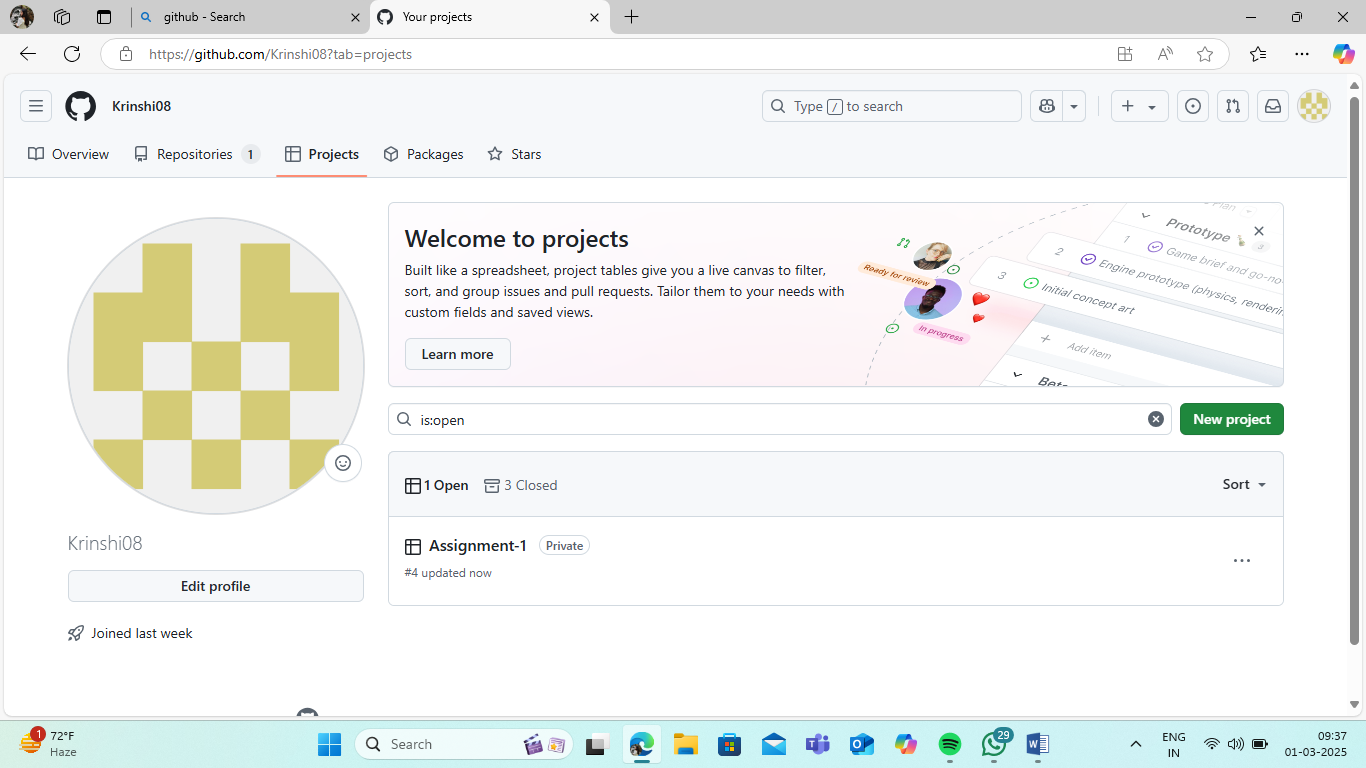 github - Search
Your projects
https://github.com/Krinshi08?tab=projects
Krinshi08
Type / to search
Overview
Repositories 1
Projects
Packages
Stars
Welcome to projects
Built like a spreadsheet, project tables give you a live canvas to filter,
sort, and group issues and pull requests. Tailor them to your needs with
custom fields and saved views.
Learn more
Ready for review
In progress
Plan
Prototype 3
1 Game brief and go-no
2 Engine prototype (physics, renderin
3 Initial concept art
Add item
Beta
is:open
New project
1 Open
3 Closed
Sort
Assignment-1 Private
#4 updated now
Krinshi08
Edit profile
Joined last week
1
72°F
Haze
Search
29
ENG
IN
09:37
01-03-2025